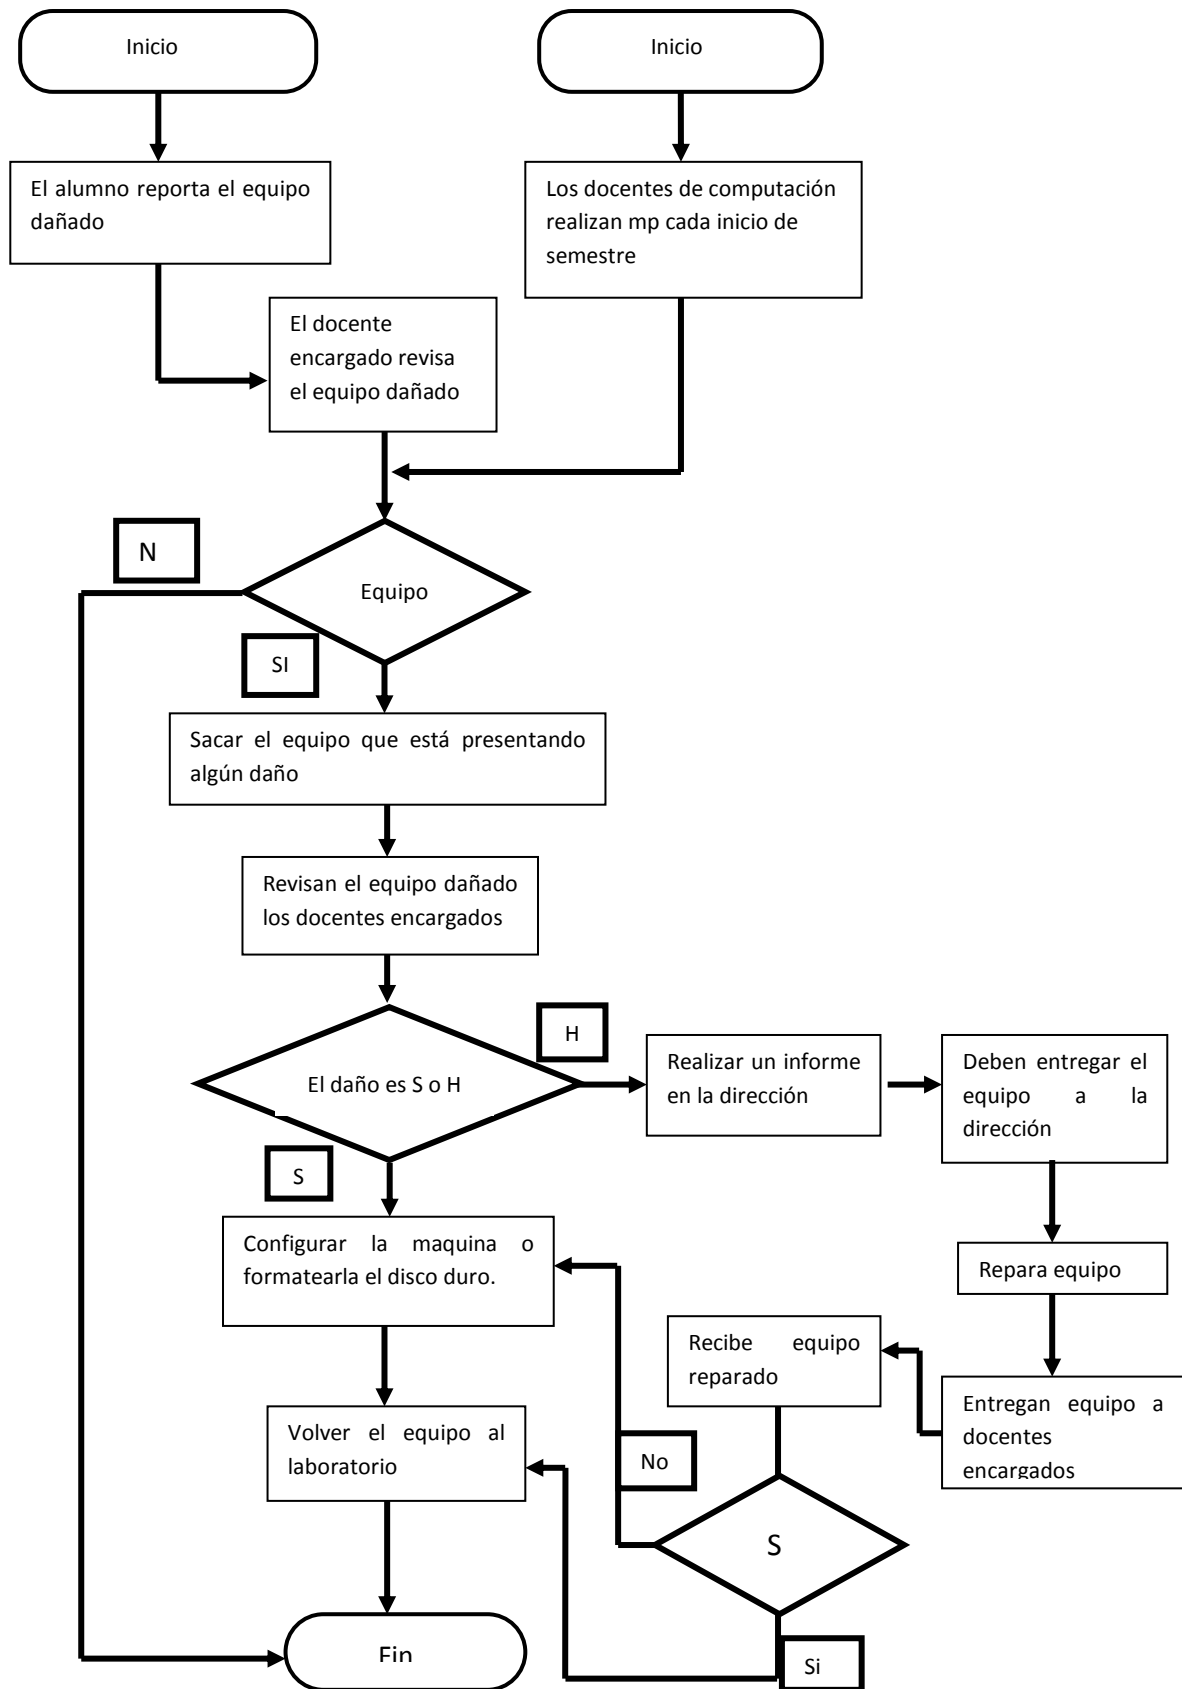 Inicio
Inicio
El alumno reporta el equipo
dañado
Los docentes de computación
realizan mp cada inicio de
semestre
El docente
encargado revisa
el equipo dañado
N
Equipo
SI
Sacar el equipo que está presentando
algún daño
Revisan el equipo dañado
los docentes encargados
H
El daño es S o H
Realizar un informe
en la dirección
Deben entregar el
equipo a la
dirección
S
Configurar la maquina o
formatearla el disco duro.
Repara equipo
Recibe equipo
reparado
Entregan equipo a
docentes
encargados
Volver el equipo al
laboratorio
No
S
Si
Fin